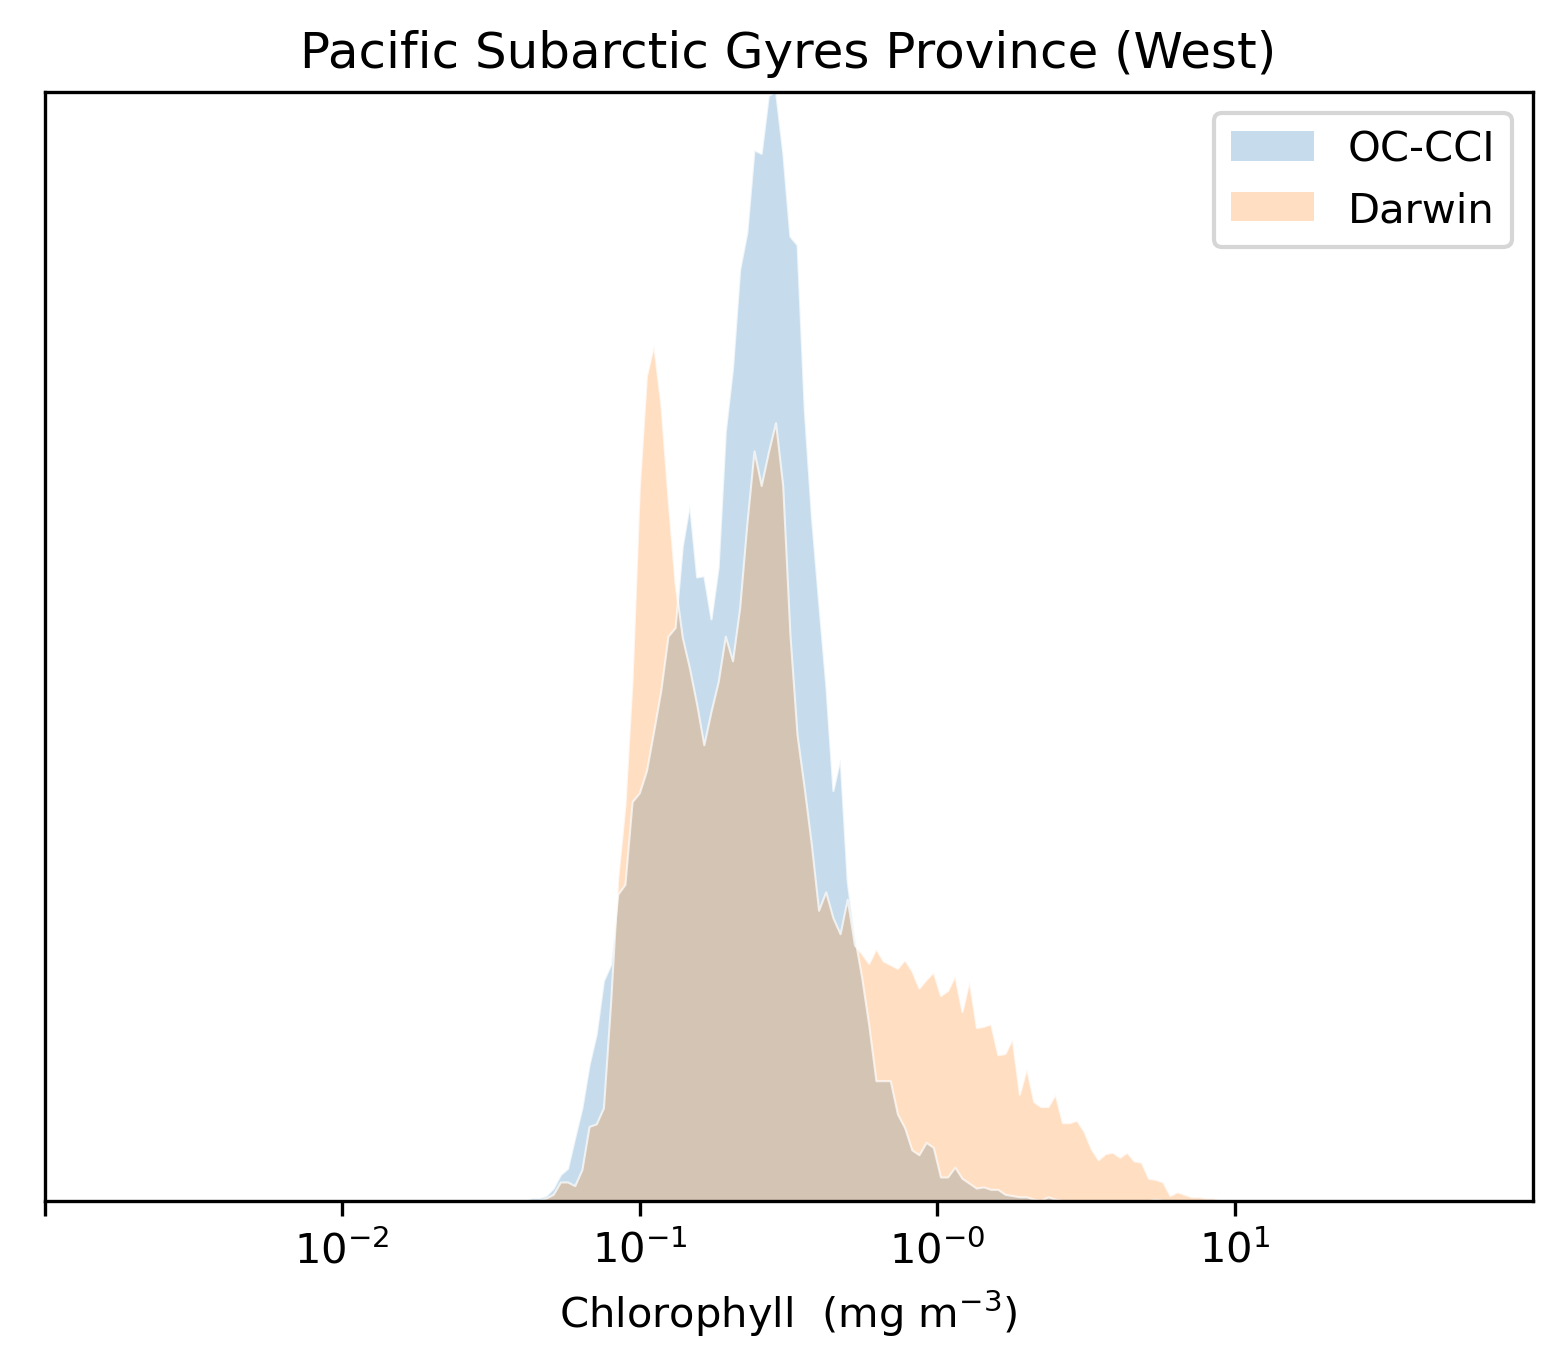 Pacific Subarctic Gyres Province (West)
OC-CCI
Darwin
10⁻² 10⁻¹ 10⁻⁰ 10¹
Chlorophyll (mg m⁻³)